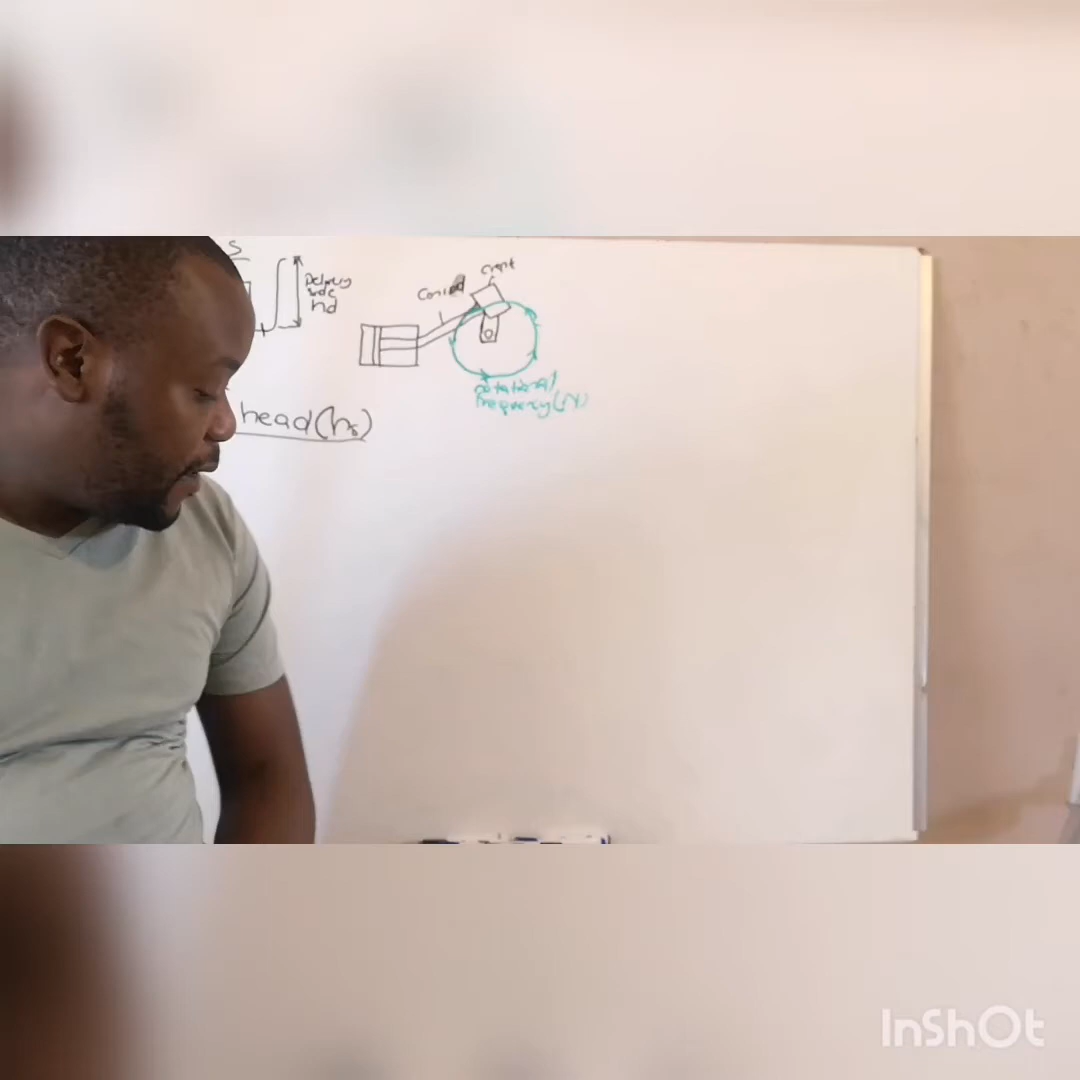 S
Delivery
side
hd
Conrod
Crank
rotational
frequency(N)
head(hs)
InShOt